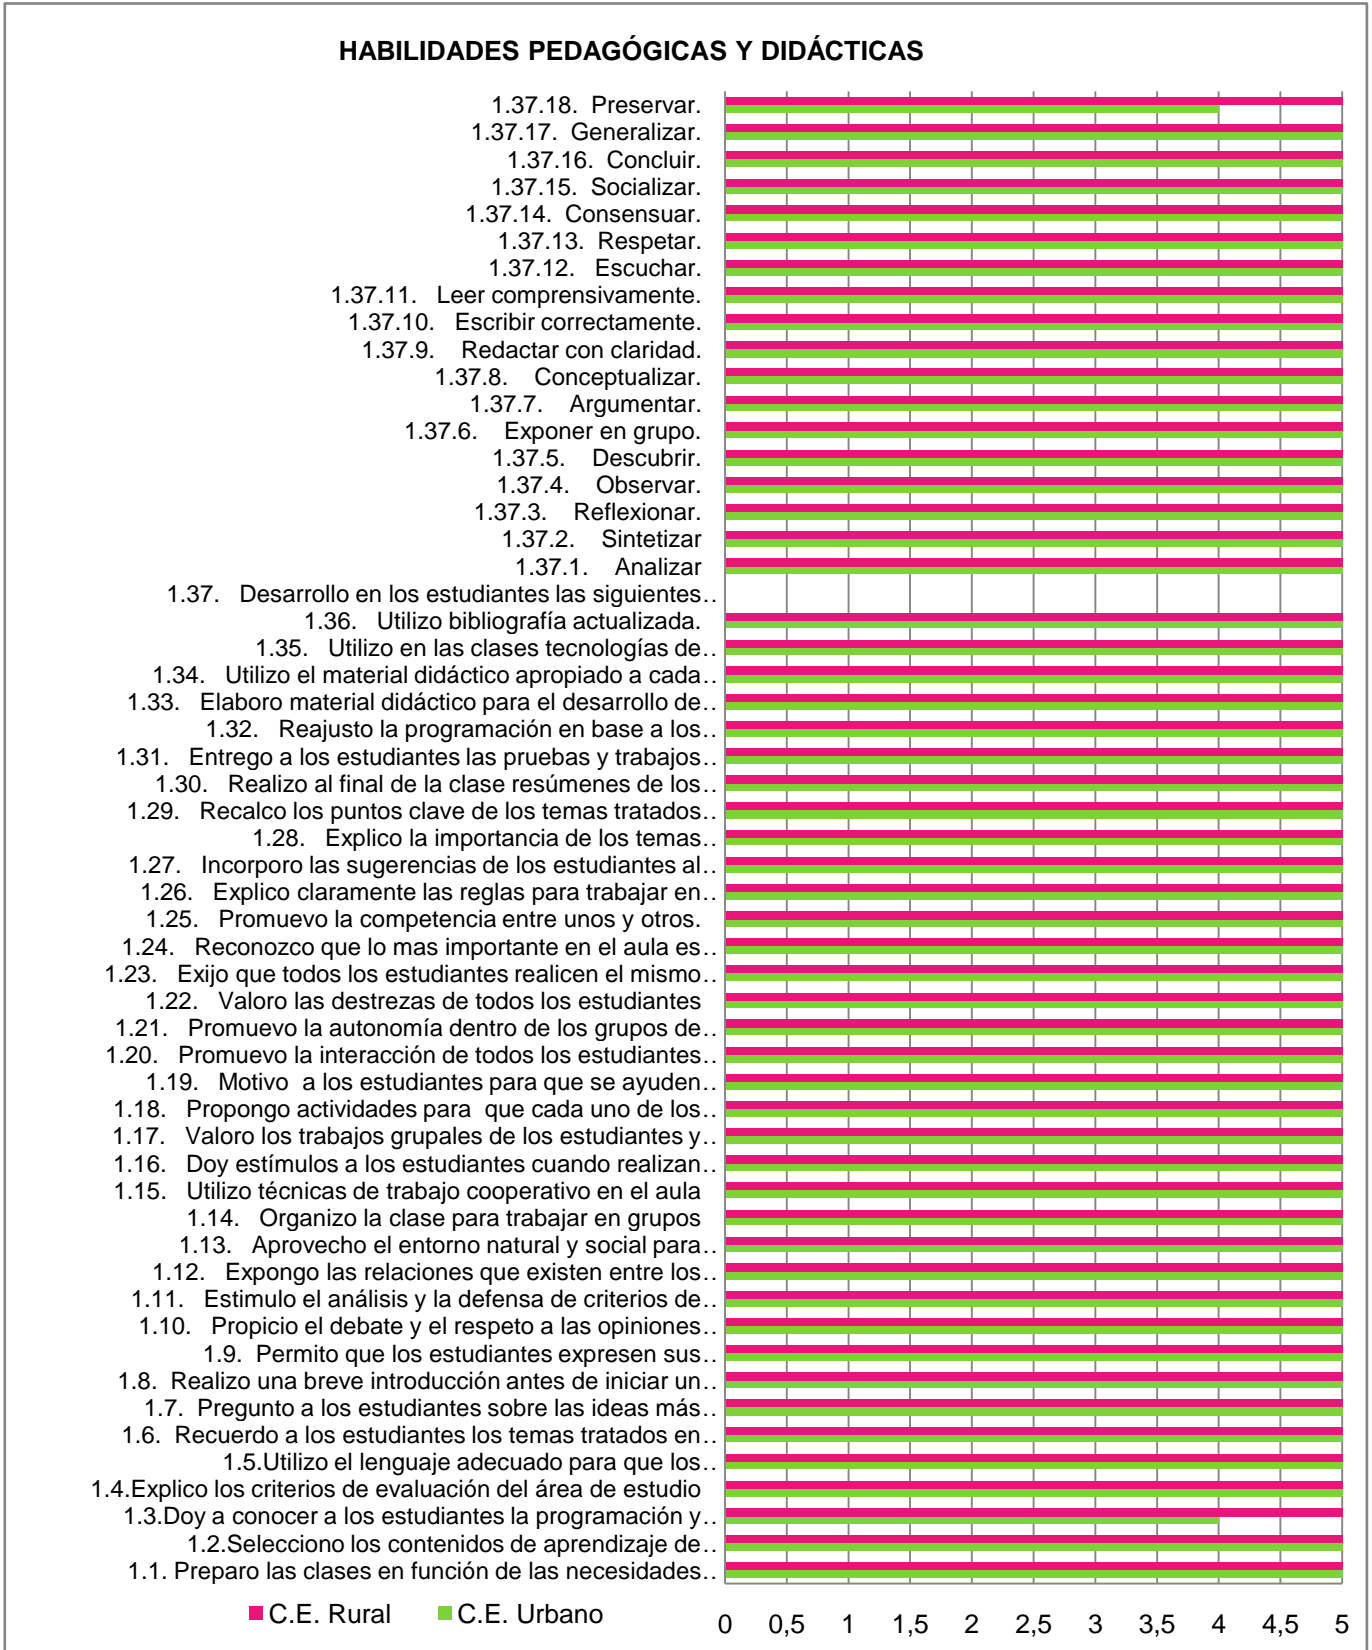 HABILIDADES PEDAGÓGICAS Y DIDÁCTICAS
1.37.18. Preservar.
1.37.17. Generalizar.
1.37.16. Concluir.
1.37.15. Socializar.
1.37.14. Consensuar.
1.37.13. Respetar.
1.37.12. Escuchar.
1.37.11. Leer comprensivamente.
1.37.10. Escribir correctamente.
1.37.9. Redactar con claridad.
1.37.8. Conceptualizar.
1.37.7. Argumentar.
1.37.6. Exponer en grupo.
1.37.5. Descubrir.
1.37.4. Observar.
1.37.3. Reflexionar.
1.37.2. Sintetizar
1.37.1. Analizar
1.37. Desarrollo en los estudiantes las siguientes..
1.36. Utilizo bibliografía actualizada.
1.35. Utilizo en las clases tecnologías de..
1.34. Utilizo el material didáctico apropiado a cada..
1.33. Elaboro material didáctico para el desarrollo de..
1.32. Reajusto la programación en base a los..
1.31. Entrego a los estudiantes las pruebas y trabajos..
1.30. Realizo al final de la clase resúmenes de los..
1.29. Recalco los puntos clave de los temas tratados..
1.28. Explico la importancia de los temas..
1.27. Incorporo las sugerencias de los estudiantes al..
1.26. Explico claramente las reglas para trabajar en..
1.25. Promuevo la competencia entre unos y otros.
1.24. Reconozco que lo mas importante en el aula es..
1.23. Exijo que todos los estudiantes realicen el mismo..
1.22. Valoro las destrezas de todos los estudiantes
1.21. Promuevo la autonomía dentro de los grupos de..
1.20. Promuevo la interacción de todos los estudiantes..
1.19. Motivo a los estudiantes para que se ayuden..
1.18. Propongo actividades para que cada uno de los..
1.17. Valoro los trabajos grupales de los estudiantes y..
1.16. Doy estímulos a los estudiantes cuando realizan..
1.15. Utilizo técnicas de trabajo cooperativo en el aula
1.14. Organizo la clase para trabajar en grupos
1.13. Aprovecho el entorno natural y social para..
1.12. Expongo las relaciones que existen entre los..
1.11. Estimulo el análisis y la defensa de criterios de..
1.10. Propicio el debate y el respeto a las opiniones..
1.9. Permito que los estudiantes expresen sus..
1.8. Realizo una breve introducción antes de iniciar un..
1.7. Pregunto a los estudiantes sobre las ideas más..
1.6. Recuerdo a los estudiantes los temas tratados en..
1.5.Utilizo el lenguaje adecuado para que los..
1.4.Explico los criterios de evaluación del área de estudio
1.3.Doy a conocer a los estudiantes la programación y..
1.2.Selecciono los contenidos de aprendizaje de..
1.1. Preparo las clases en función de las necesidades..
C.E. Rural C.E. Urbano
0 0,5 1 1,5 2 2,5 3 3,5 4 4,5 5